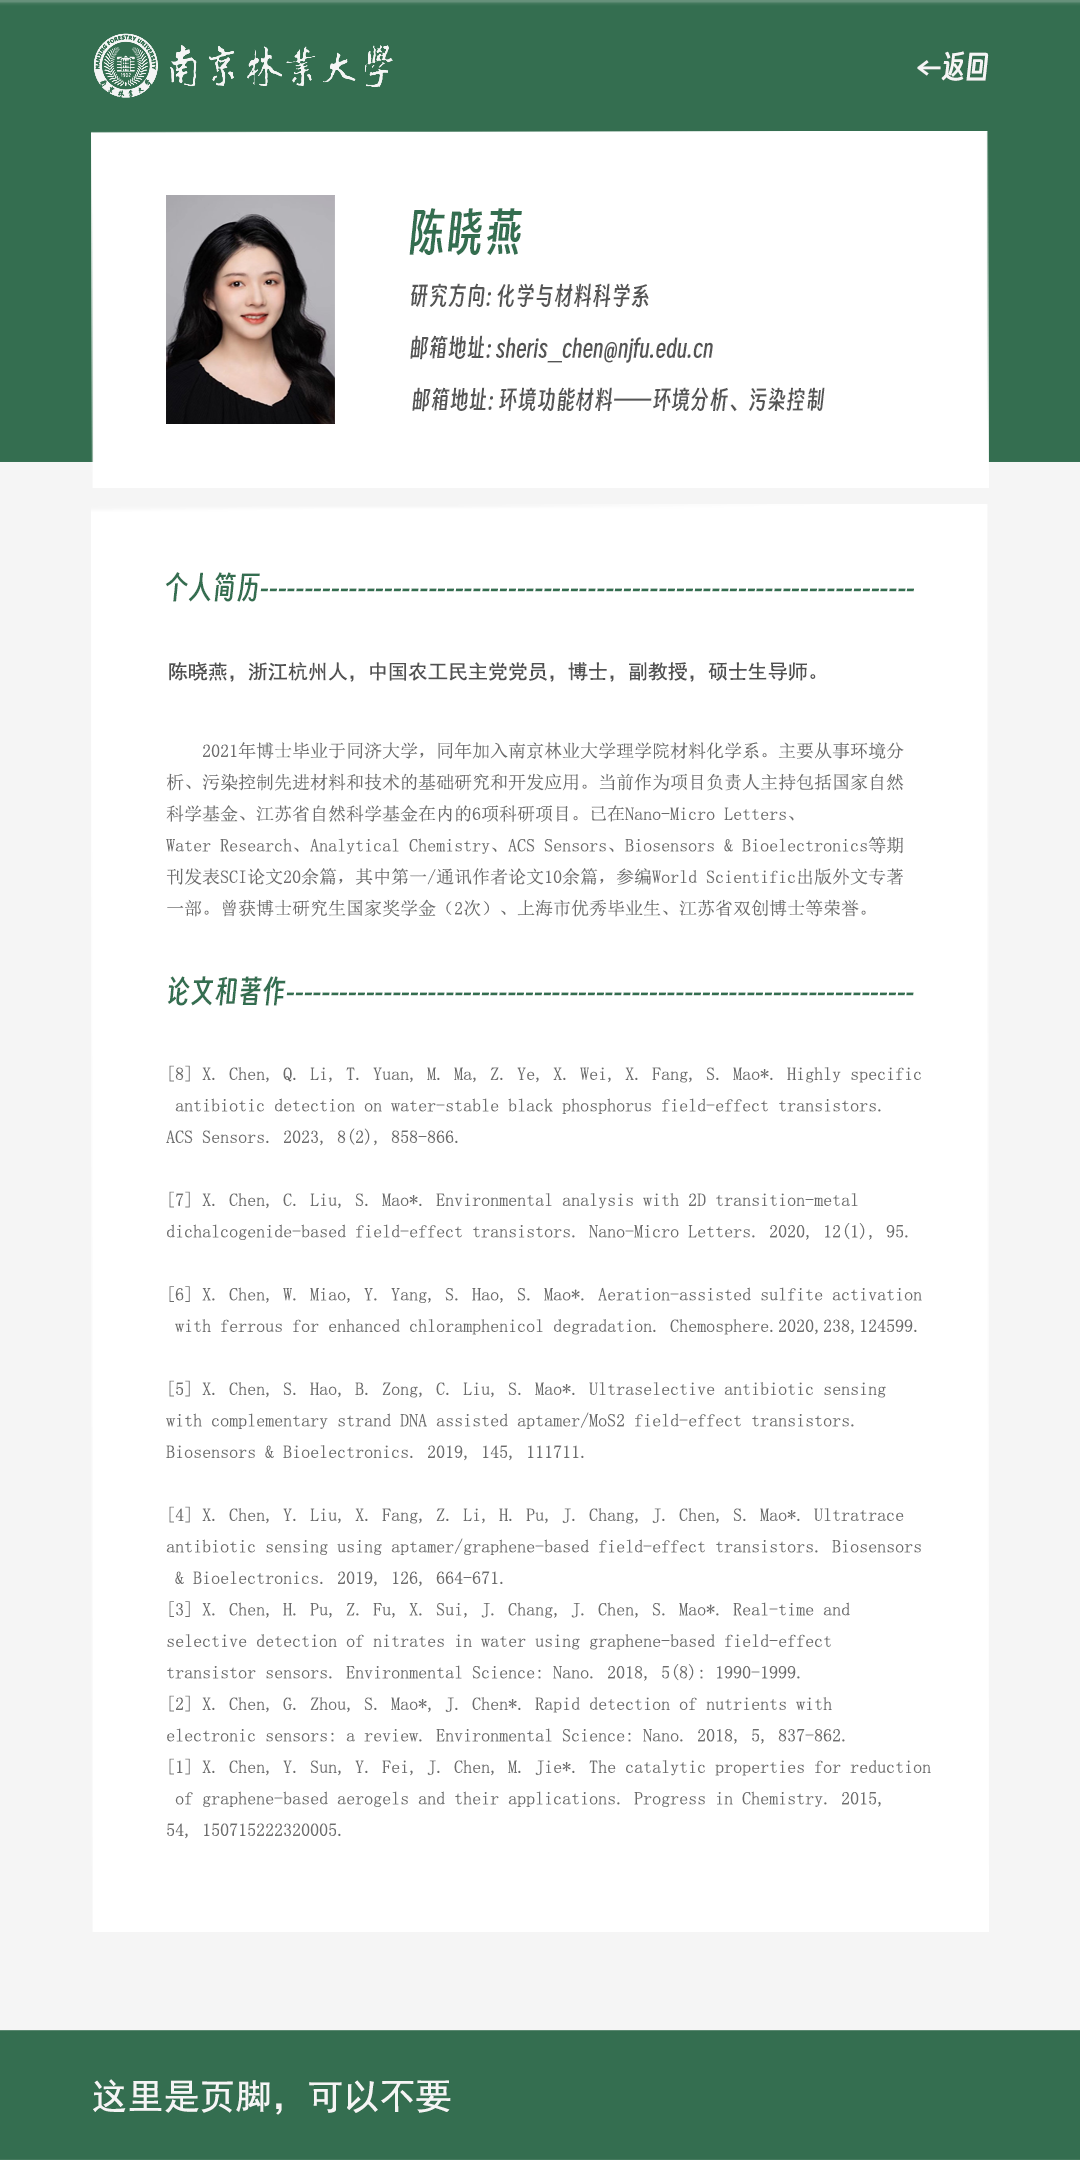 NANJING FORESTRY UNIVERSITY
1902
南京林業大學
南京林業大學
←返回
陈晓燕
研究方向: 化学与材料科学系
邮箱地址: sheris_chen@njfu.edu.cn
邮箱地址: 环境功能材料——环境分析、污染控制
个人简历--------------------------------------------------------------------------
陈晓燕，浙江杭州人，中国农工民主党党员，博士，副教授，硕士生导师。
2021年博士毕业于同济大学，同年加入南京林业大学理学院材料化学系。主要从事环境分
析、污染控制先进材料和技术的基础研究和开发应用。当前作为项目负责人主持包括国家自然
科学基金、江苏省自然科学基金在内的6项科研项目。已在Nano-Micro Letters、
Water Research、Analytical Chemistry、ACS Sensors、Biosensors & Bioelectronics等期
刊发表SCI论文20余篇，其中第一/通讯作者论文10余篇，参编World Scientific出版外文专著
一部。曾获博士研究生国家奖学金（2次）、上海市优秀毕业生、江苏省双创博士等荣誉。
论文和著作-----------------------------------------------------------------------
[8] X. Chen, Q. Li, T. Yuan, M. Ma, Z. Ye, X. Wei, X. Fang, S. Mao*. Highly specific
antibiotic detection on water-stable black phosphorus field-effect transistors.
ACS Sensors. 2023, 8(2), 858-866.
[7] X. Chen, C. Liu, S. Mao*. Environmental analysis with 2D transition-metal
dichalcogenide-based field-effect transistors. Nano-Micro Letters. 2020, 12(1), 95.
[6] X. Chen, W. Miao, Y. Yang, S. Hao, S. Mao*. Aeration-assisted sulfite activation
with ferrous for enhanced chloramphenicol degradation. Chemosphere.2020,238,124599.
[5] X. Chen, S. Hao, B. Zong, C. Liu, S. Mao*. Ultraselective antibiotic sensing
with complementary strand DNA assisted aptamer/MoS2 field-effect transistors.
Biosensors & Bioelectronics. 2019, 145, 111711.
[4] X. Chen, Y. Liu, X. Fang, Z. Li, H. Pu, J. Chang, J. Chen, S. Mao*. Ultratrace
antibiotic sensing using aptamer/graphene-based field-effect transistors. Biosensors
& Bioelectronics. 2019, 126, 664-671.
[3] X. Chen, H. Pu, Z. Fu, X. Sui, J. Chang, J. Chen, S. Mao*. Real-time and
selective detection of nitrates in water using graphene-based field-effect
transistor sensors. Environmental Science: Nano. 2018, 5(8): 1990-1999.
[2] X. Chen, G. Zhou, S. Mao*, J. Chen*. Rapid detection of nutrients with
electronic sensors: a review. Environmental Science: Nano. 2018, 5, 837-862.
[1] X. Chen, Y. Sun, Y. Fei, J. Chen, M. Jie*. The catalytic properties for reduction
of graphene-based aerogels and their applications. Progress in Chemistry. 2015,
54, 150715222320005.
这里是页脚，可以不要